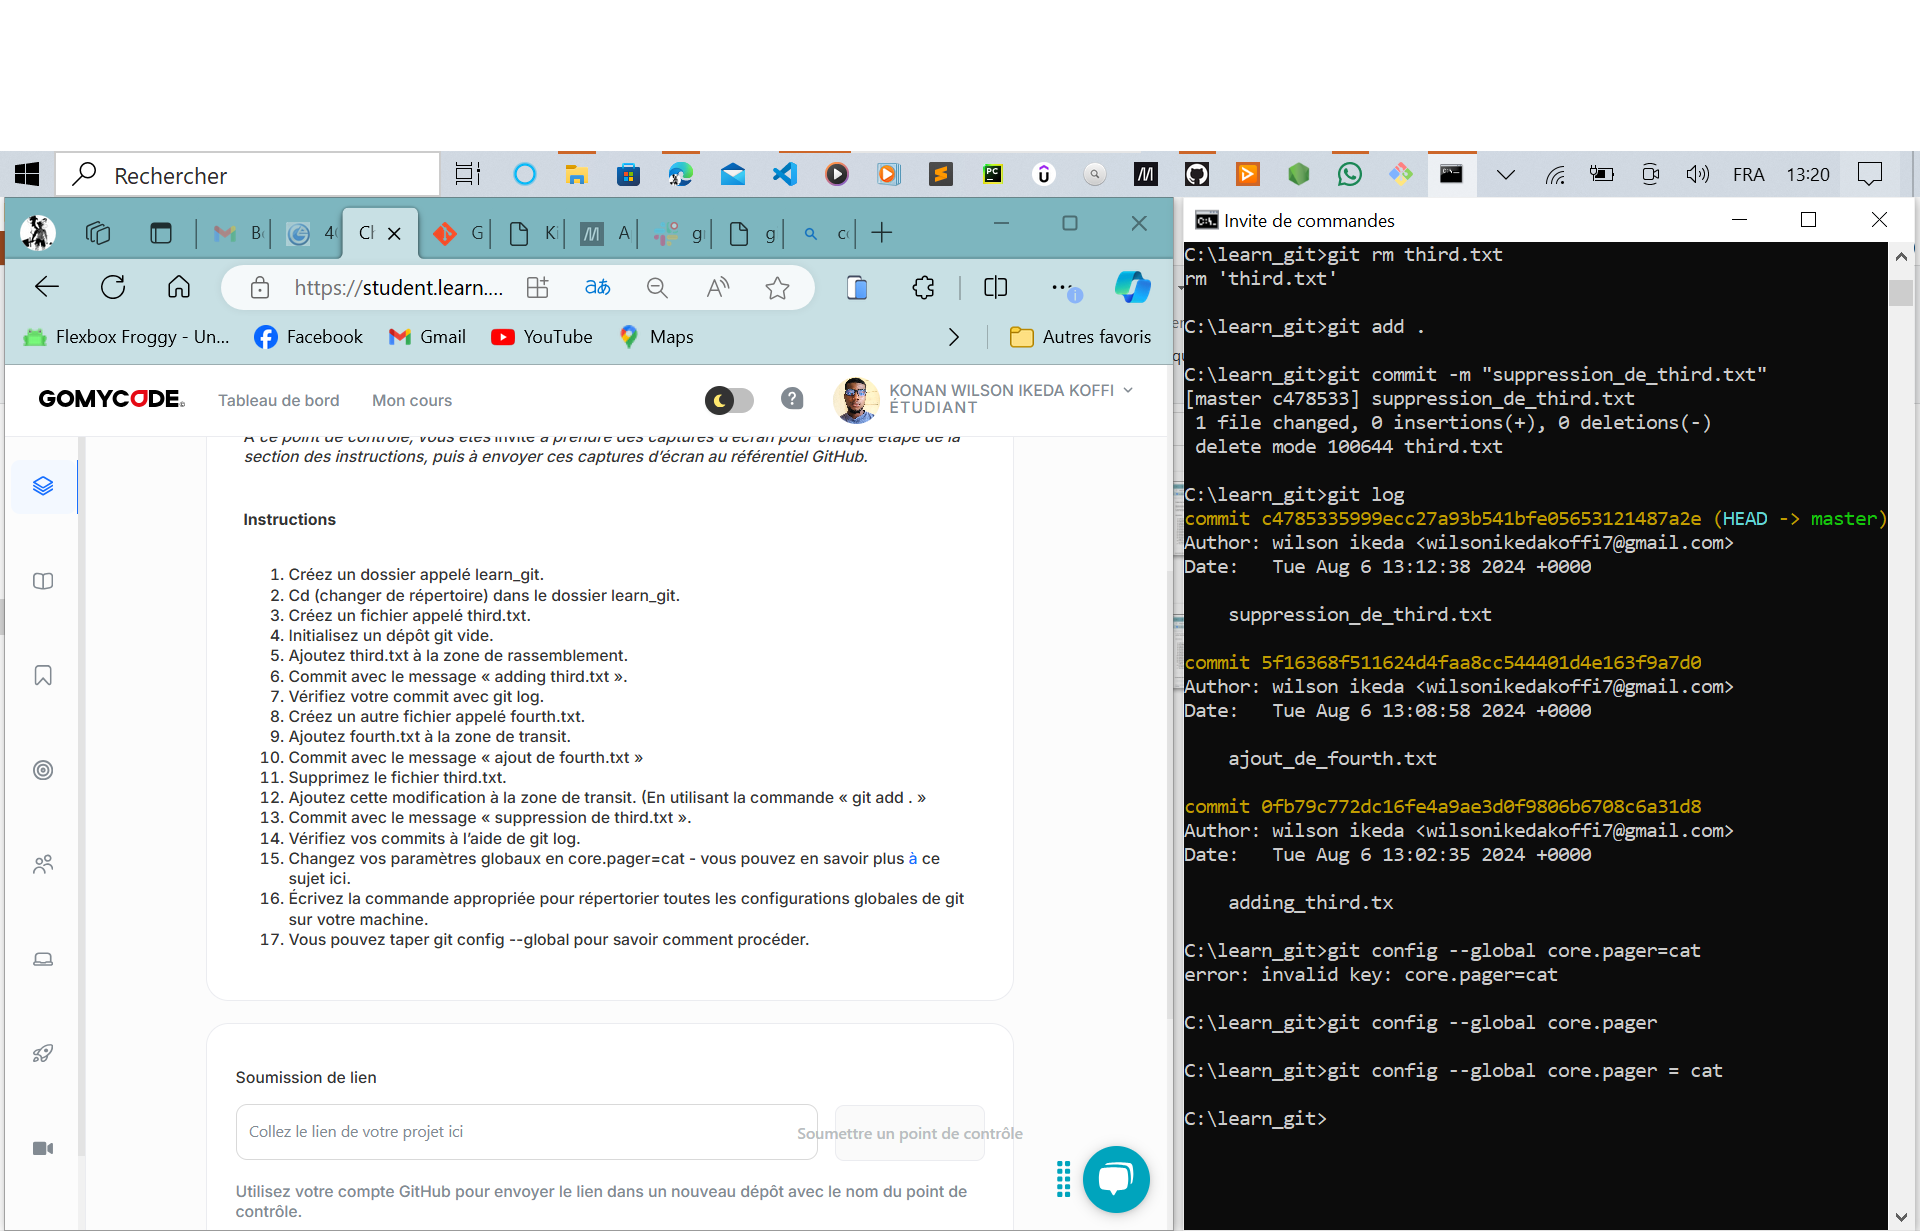 Rechercher
FRA 13:20
B 4 Ch G Ki A g g c
https://student.learn....
Flexbox Froggy - Un... Facebook Gmail YouTube Maps Autres favoris
GOMYCODE Tableau de bord Mon cours KONAN WILSON IKEDA KOFFI
ÉTUDIANT
À ce point de contrôle, vous êtes invité à prendre des captures d'écran pour chaque étape de la
section des instructions, puis à envoyer ces captures d'écran au référentiel GitHub.
Instructions
1. Créez un dossier appelé learn_git.
2. Cd (changer de répertoire) dans le dossier learn_git.
3. Créez un fichier appelé third.txt.
4. Initialisez un dépôt git vide.
5. Ajoutez third.txt à la zone de rassemblement.
6. Commit avec le message « adding third.txt ».
7. Vérifiez votre commit avec git log.
8. Créez un autre fichier appelé fourth.txt.
9. Ajoutez fourth.txt à la zone de transit.
10. Commit avec le message « ajout de fourth.txt »
11. Supprimez le fichier third.txt.
12. Ajoutez cette modification à la zone de transit. (En utilisant la commande « git add . »
13. Commit avec le message « suppression de third.txt ».
14. Vérifiez vos commits à l'aide de git log.
15. Changez vos paramètres globaux en core.pager=cat - vous pouvez en savoir plus à ce
sujet ici.
16. Écrivez la commande appropriée pour répertorier toutes les configurations globales de git
sur votre machine.
17. Vous pouvez taper git config --global pour savoir comment procéder.
Soumission de lien
Collez le lien de votre projet ici
Soumettre un point de contrôle
Utilisez votre compte GitHub pour envoyer le lien dans un nouveau dépôt avec le nom du point de
contrôle.
Invite de commandes
C:\learn_git>git rm third.txt
rm 'third.txt'
C:\learn_git>git add .
C:\learn_git>git commit -m "suppression_de_third.txt"
[master c478533] suppression_de_third.txt
1 file changed, 0 insertions(+), 0 deletions(-)
delete mode 100644 third.txt
C:\learn_git>git log
commit c4785335999ecc27a93b541bfe05653121487a2e (HEAD -> master)
Author: wilson ikeda <wilsonikedakoffi7@gmail.com>
Date:   Tue Aug 6 13:12:38 2024 +0000
suppression_de_third.txt
commit 5f16368f511624d4faa8cc544401d4e163f9a7d0
Author: wilson ikeda <wilsonikedakoffi7@gmail.com>
Date:   Tue Aug 6 13:08:58 2024 +0000
ajout_de_fourth.txt
commit 0fb79c772dc16fe4a9ae3d0f9806b6708c6a31d8
Author: wilson ikeda <wilsonikedakoffi7@gmail.com>
Date:   Tue Aug 6 13:02:35 2024 +0000
adding_third.tx
C:\learn_git>git config --global core.pager=cat
error: invalid key: core.pager=cat
C:\learn_git>git config --global core.pager
C:\learn_git>git config --global core.pager = cat
C:\learn_git>